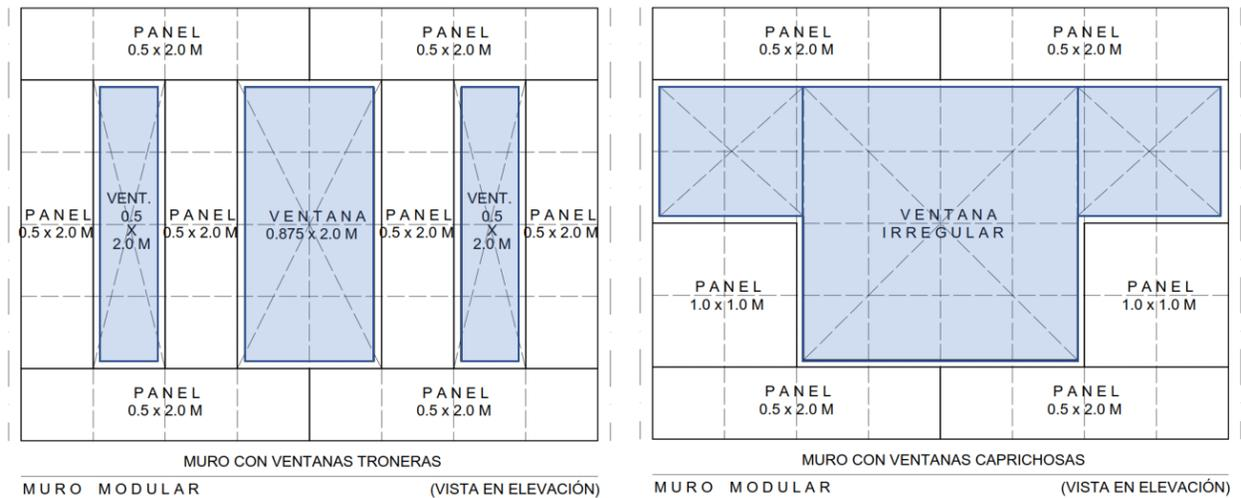 PANEL
0.5 x 2.0 M
PANEL
0.5 x 2.0 M
VENT.
0.5
X
2.0 M
VENT.
0.5
X
2.0 M
PANEL
0.5 x 2.0 M
PANEL
0.5 x 2.0 M
VENTANA
0.875 x 2.0 M
PANEL
0.5 x 2.0 M
PANEL
0.5 x 2.0 M
PANEL
0.5 x 2.0 M
PANEL
0.5 x 2.0 M
MURO CON VENTANAS TRONERAS
MURO MODULAR (VISTA EN ELEVACIÓN)
PANEL
0.5 x 2.0 M
PANEL
0.5 x 2.0 M
VENTANA
IRREGULAR
PANEL
1.0 x 1.0 M
PANEL
1.0 x 1.0 M
PANEL
0.5 x 2.0 M
PANEL
0.5 x 2.0 M
MURO CON VENTANAS CAPRICHOSAS
MURO MODULAR (VISTA EN ELEVACIÓN)